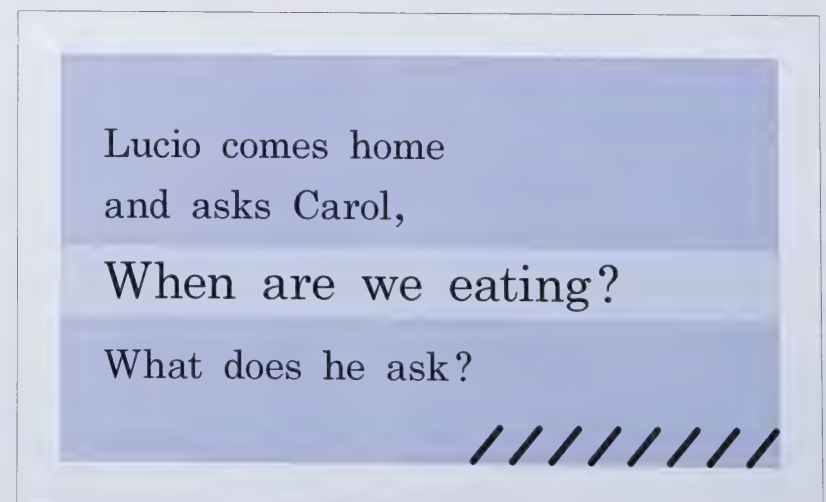 Lucio comes home
and asks Carol,
When are we eating?
What does he ask?